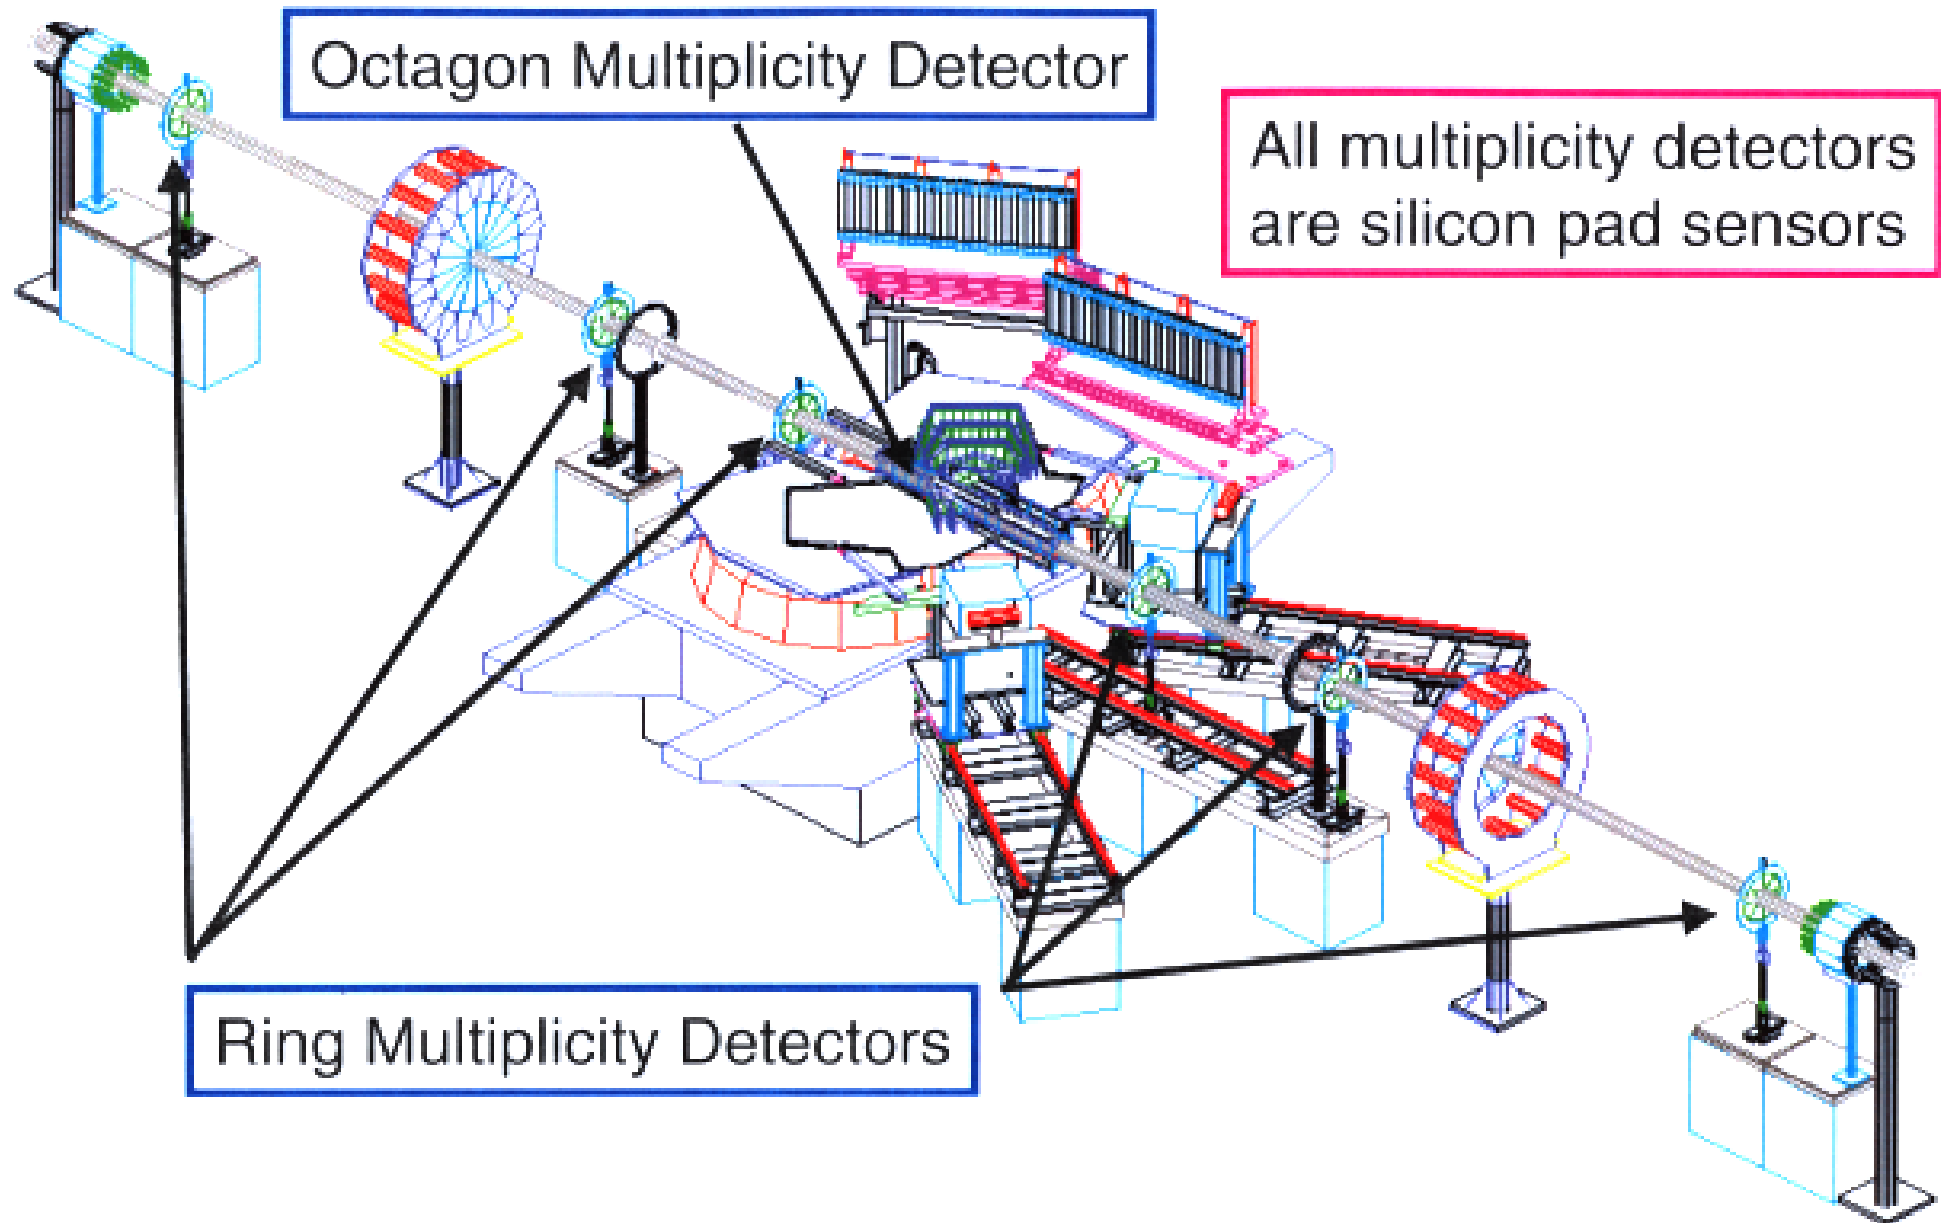 Octagon Multiplicity Detector
All multiplicity detectors
are silicon pad sensors
Ring Multiplicity Detectors